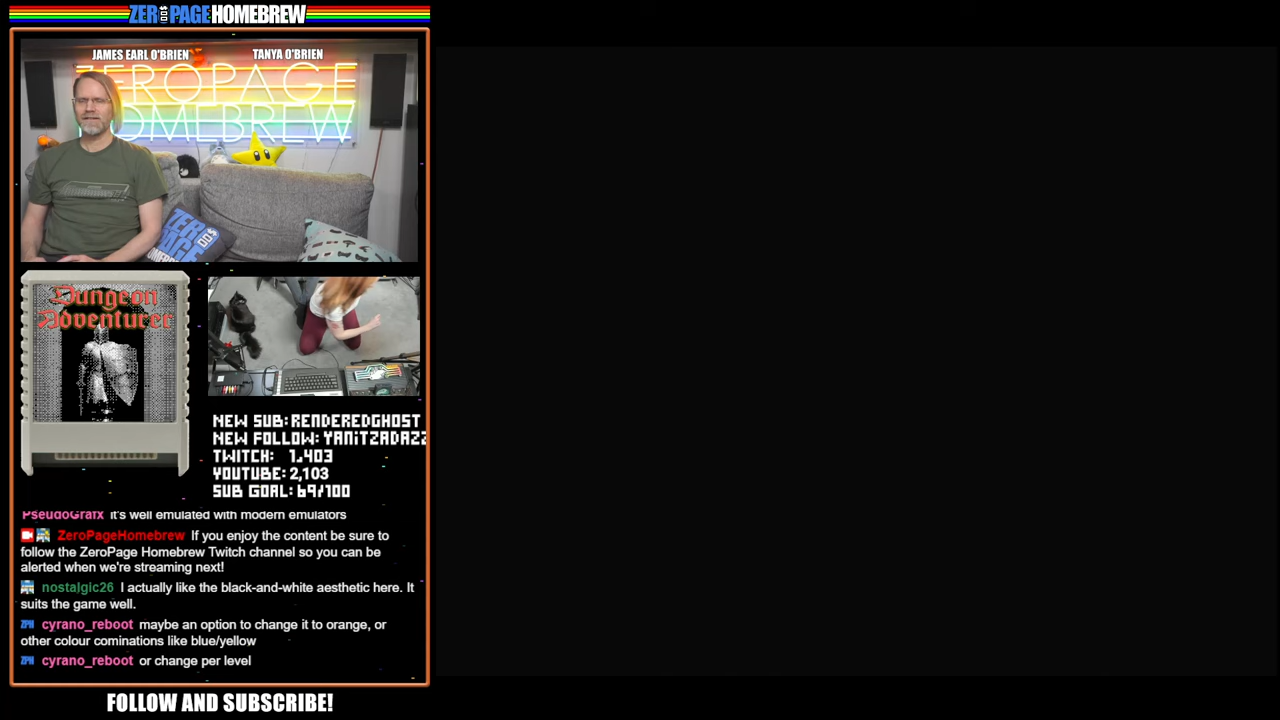 ZEROPAGE HOMEBREW
JAMES EARL O'BRIEN
TANYA O'BRIEN
ZEROPAGE
HOMEBREW
ZERO
PAGE
Dungeon
Adventurer
NEW SUB: RENDEREDGHOST
NEW FOLLOW: YANITZADAZZ
TWITCH: 1,403
YOUTUBE: 2,103
SUB GOAL: 69/100
PseudoGrafx it's well emulated with modern emulators
ZeroPageHomebrew If you enjoy the content be sure to
follow the ZeroPage Homebrew Twitch channel so you can be
alerted when we're streaming next!
nostalgic26 I actually like the black-and-white aesthetic here. It
suits the game well.
ZPH cyrano_reboot maybe an option to change it to orange, or
other colour cominations like blue/yellow
ZPH cyrano_reboot or change per level
FOLLOW AND SUBSCRIBE!